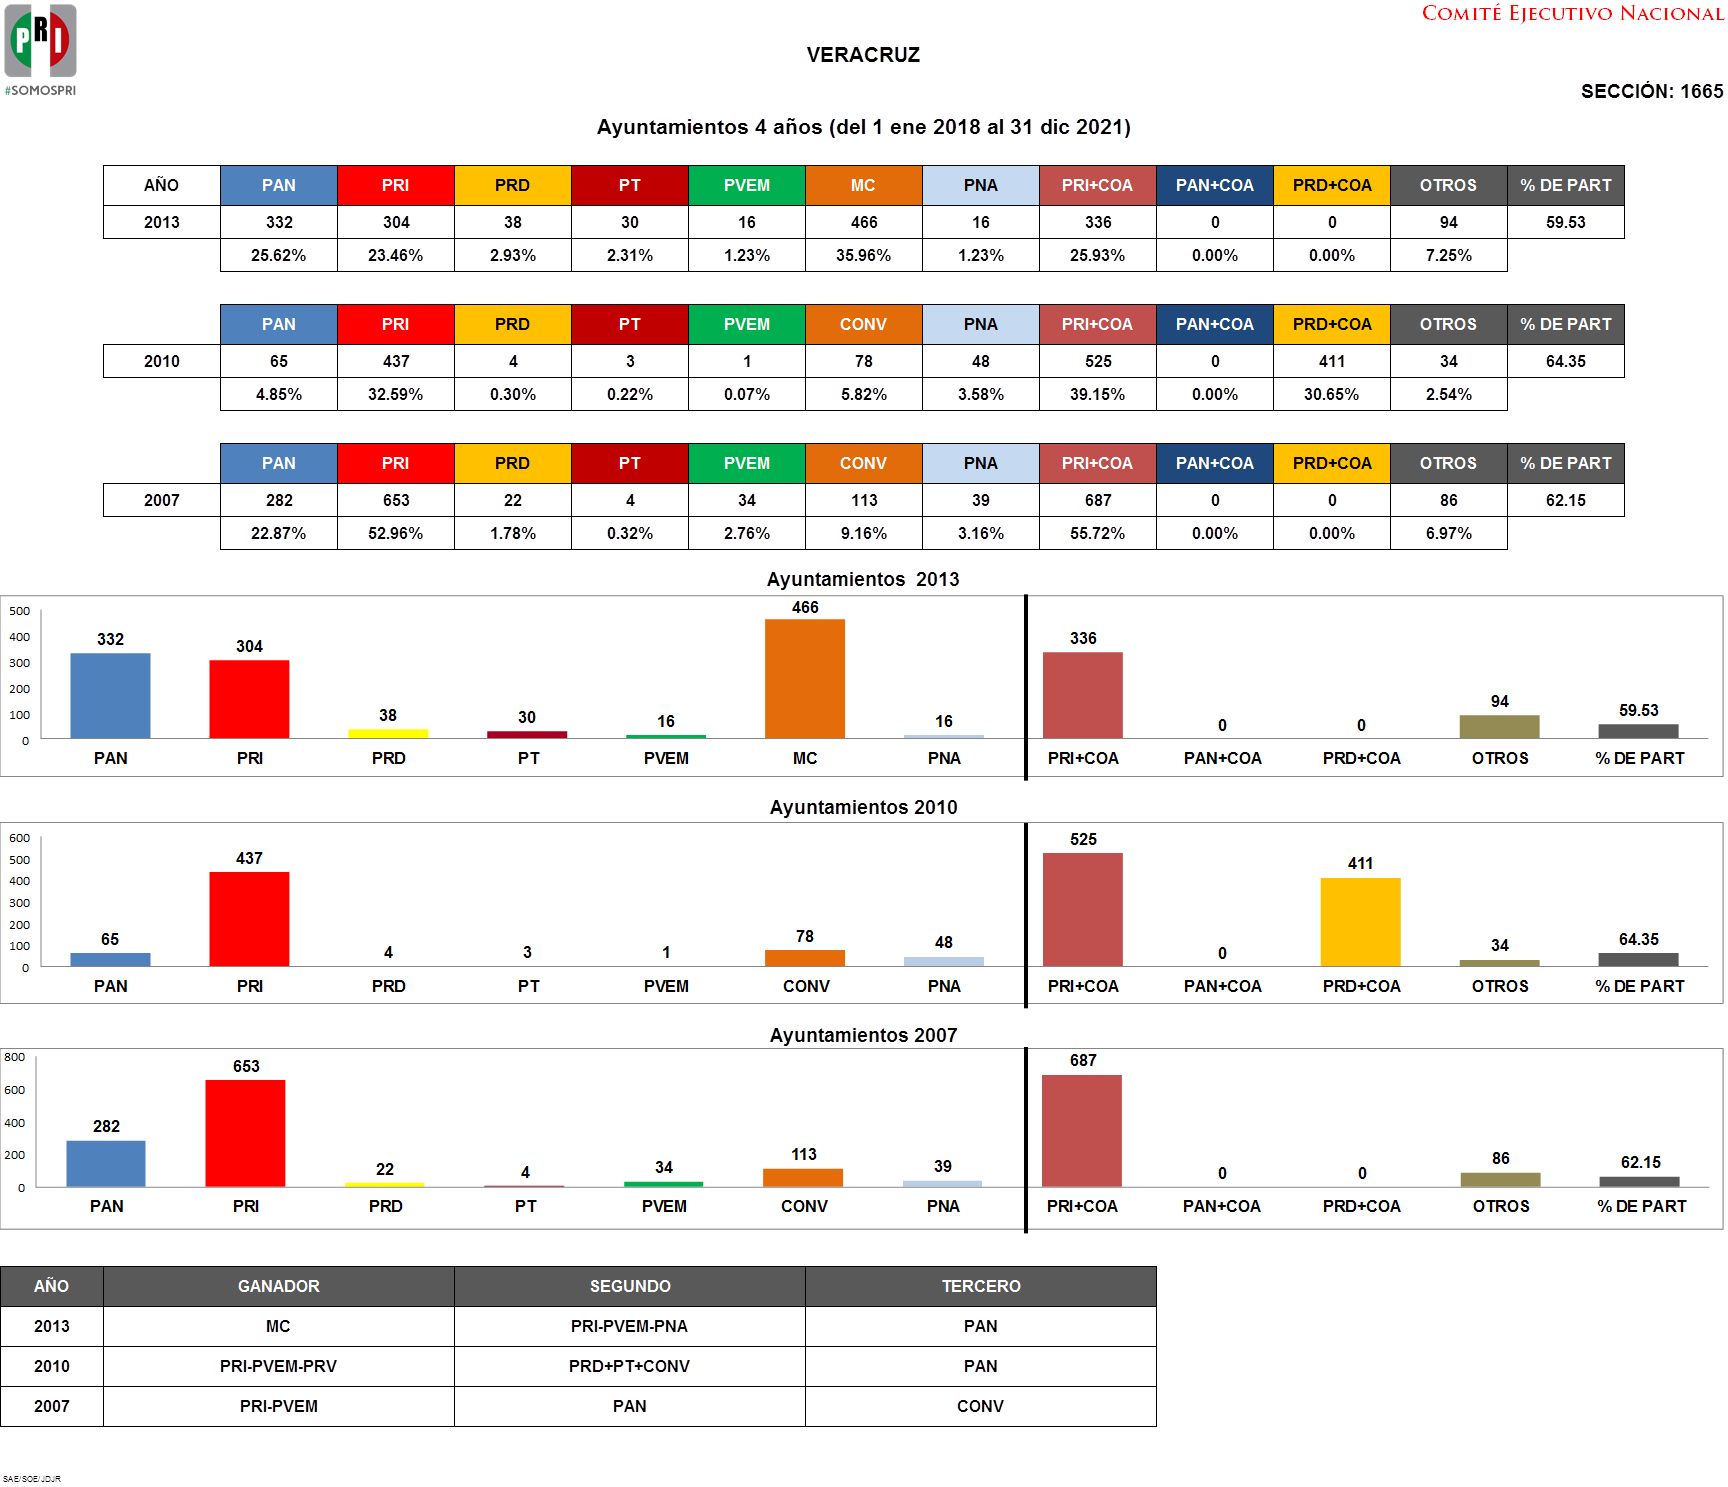 PRI
#SOMOSPRI
COMITÉ EJECUTIVO NACIONAL
VERACRUZ
SECCIÓN: 1665
Ayuntamientos 4 años (del 1 ene 2018 al 31 dic 2021)
AÑO PAN PRI PRD PT PVEM MC PNA PRI+COA PAN+COA PRD+COA OTROS % DE PART
2013 332 304 38 30 16 466 16 336 0 0 94 59.53
25.62% 23.46% 2.93% 2.31% 1.23% 35.96% 1.23% 25.93% 0.00% 0.00% 7.25%
PAN PRI PRD PT PVEM CONV PNA PRI+COA PAN+COA PRD+COA OTROS % DE PART
2010 65 437 4 3 1 78 48 525 0 411 34 64.35
4.85% 32.59% 0.30% 0.22% 0.07% 5.82% 3.58% 39.15% 0.00% 30.65% 2.54%
PAN PRI PRD PT PVEM CONV PNA PRI+COA PAN+COA PRD+COA OTROS % DE PART
2007 282 653 22 4 34 113 39 687 0 0 86 62.15
22.87% 52.96% 1.78% 0.32% 2.76% 9.16% 3.16% 55.72% 0.00% 0.00% 6.97%
Ayuntamientos 2013
500
400
300
200
100
0
332 304 38 30 16 466 16 336 0 0 94 59.53
PAN PRI PRD PT PVEM MC PNA PRI+COA PAN+COA PRD+COA OTROS % DE PART
Ayuntamientos 2010
600
500
400
300
200
100
0
65 437 4 3 1 78 48 525 0 411 34 64.35
PAN PRI PRD PT PVEM CONV PNA PRI+COA PAN+COA PRD+COA OTROS % DE PART
Ayuntamientos 2007
800
600
400
200
0
282 653 22 4 34 113 39 687 0 0 86 62.15
PAN PRI PRD PT PVEM CONV PNA PRI+COA PAN+COA PRD+COA OTROS % DE PART
AÑO GANADOR SEGUNDO TERCERO
2013 MC PRI-PVEM-PNA PAN
2010 PRI-PVEM-PRV PRD+PT+CONV PAN
2007 PRI-PVEM PAN CONV
SAE/SOE/JDJR